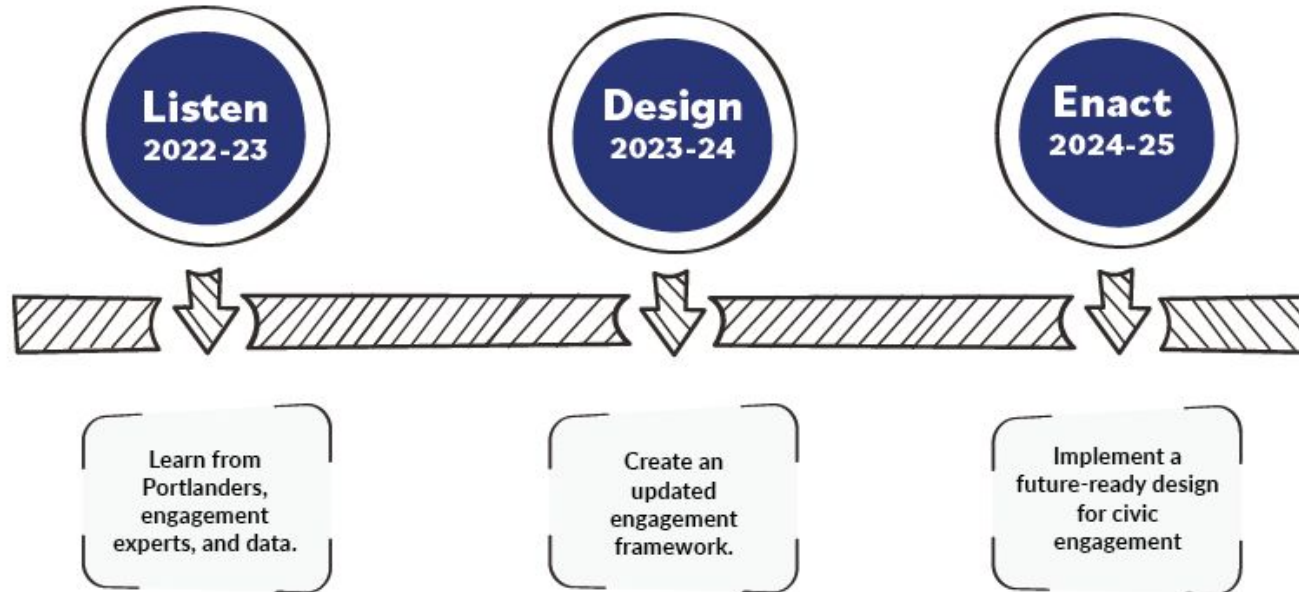 Listen
2022-23
Design
2023-24
Enact
2024-25
Learn from
Portlanders,
engagement
experts, and data.
Create an
updated
engagement
framework.
Implement a
future-ready design
for civic
engagement